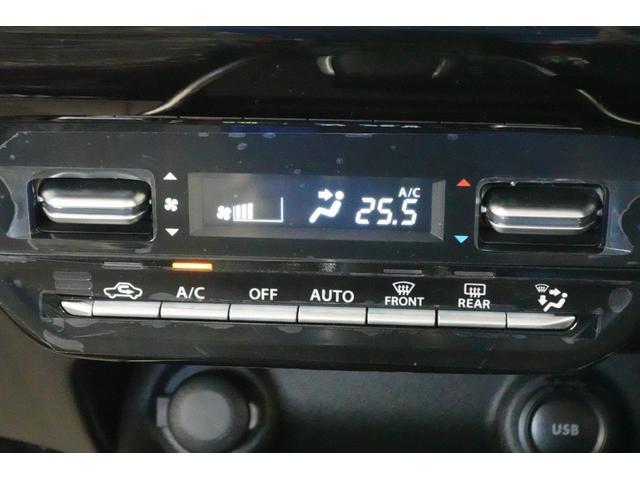 A/C
25.5
A/C OFF AUTO FRONT REAR
USB